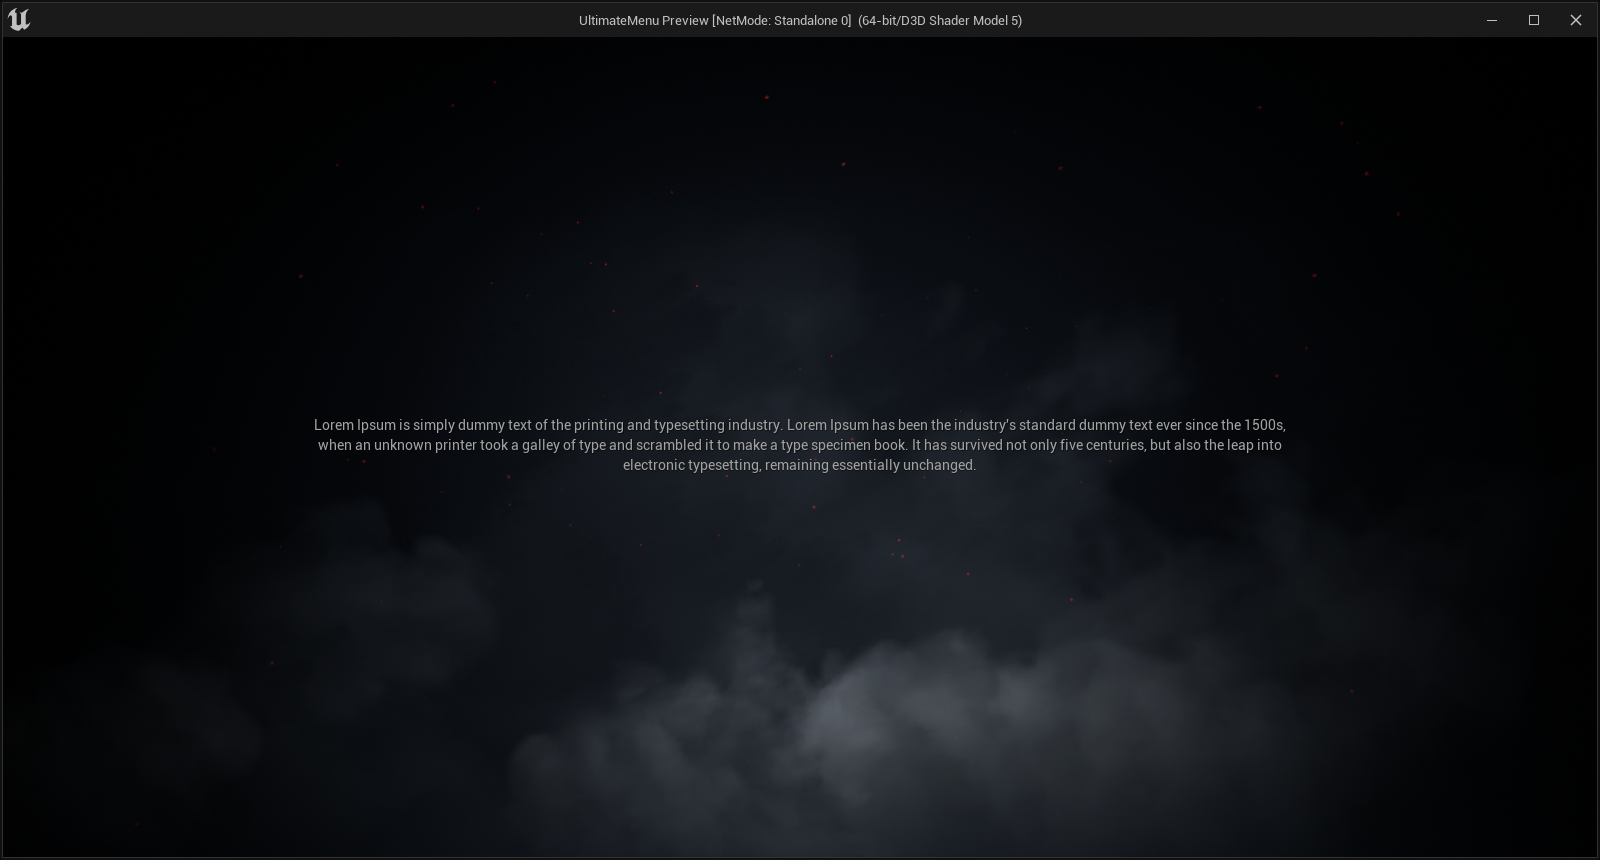 UltimateMenu Preview [NetMode: Standalone 0]  (64-bit/D3D Shader Model 5)
Lorem Ipsum is simply dummy text of the printing and typesetting industry. Lorem Ipsum has been the industry's standard dummy text ever since the 1500s,
when an unknown printer took a galley of type and scrambled it to make a type specimen book. It has survived not only five centuries, but also the leap into
electronic typesetting, remaining essentially unchanged.